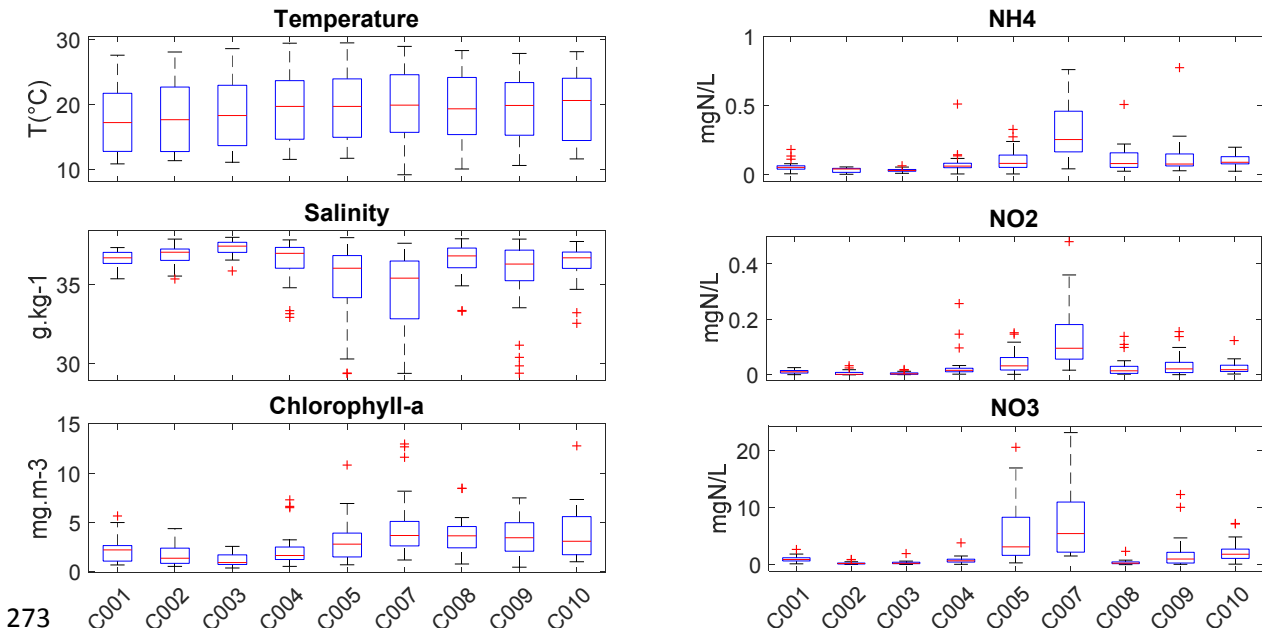 Temperature
30
20
10
T(°C)
Salinity
35
30
g.kg-1
Chlorophyll-a
15
10
5
0
mg.m-3
C001 C002 C003 C004 C005 C007 C008 C009 C010
NH4
1
0.5
0
mgN/L
NO2
0.4
0.2
0
mgN/L
NO3
20
10
0
mgN/L
C001 C002 C003 C004 C005 C007 C008 C009 C010
273